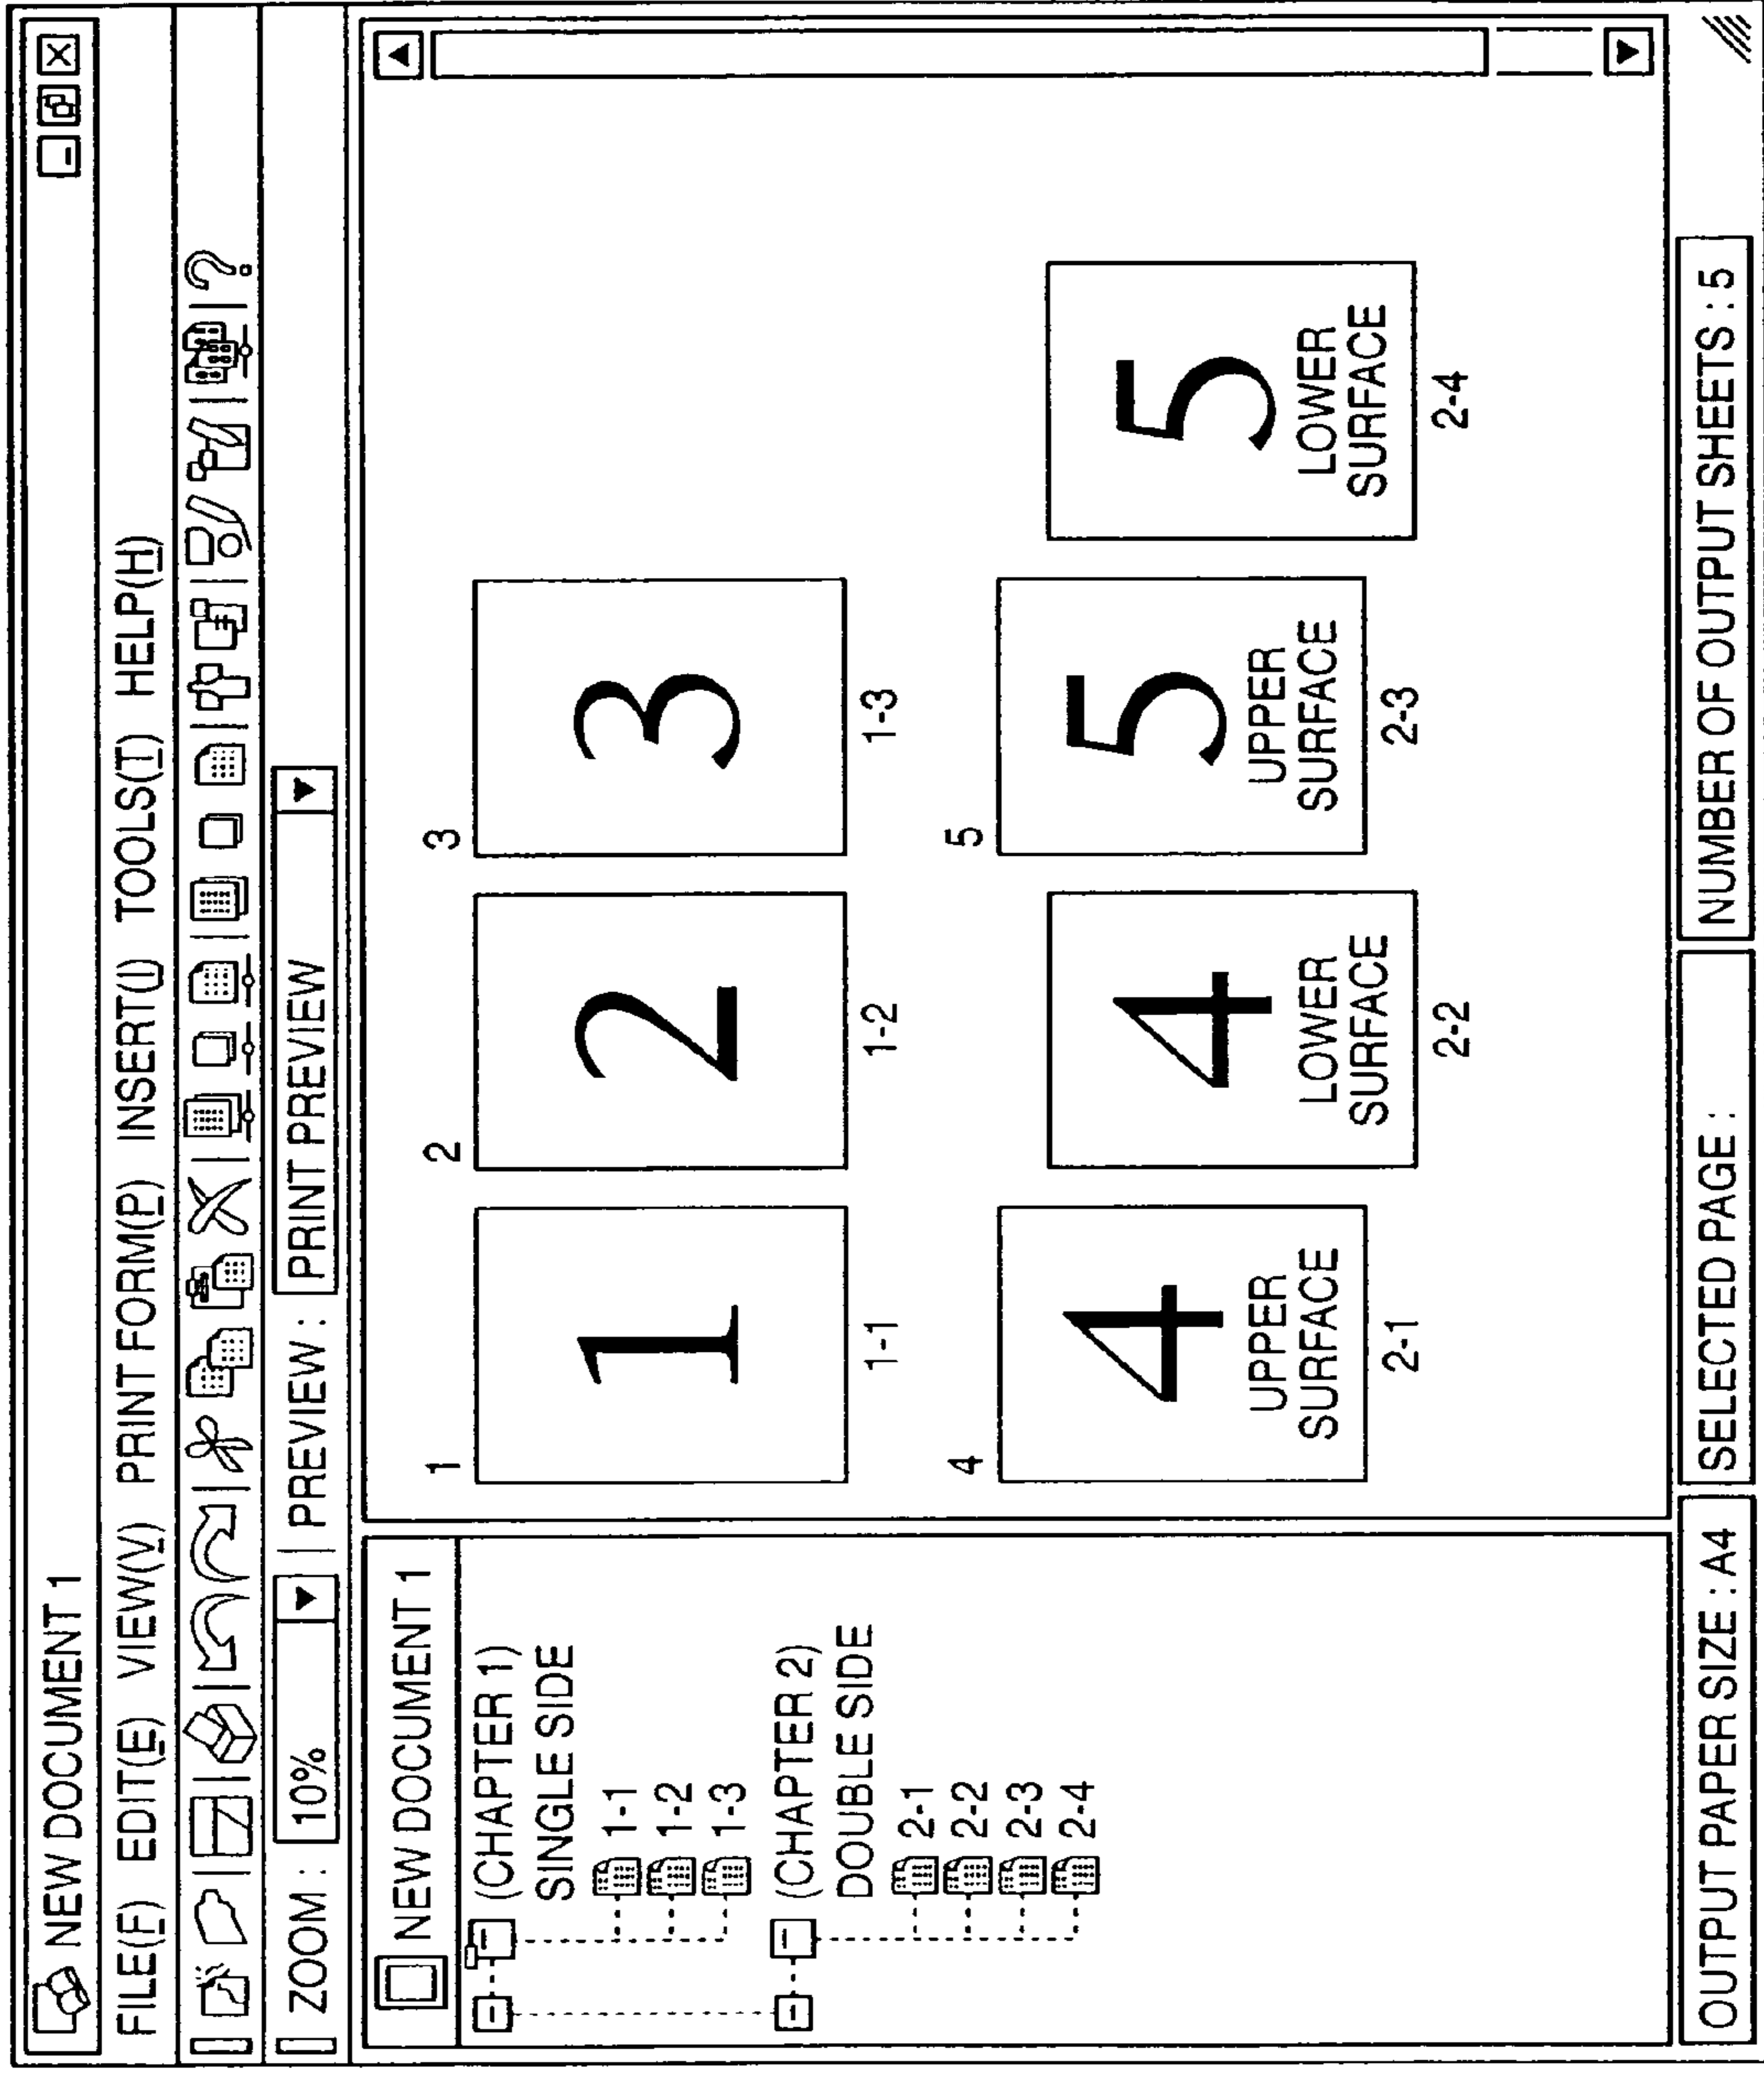 NEW DOCUMENT 1
FILE(F) EDIT(E) VIEW(V) PRINT FORM(P) INSERT(I) TOOLS(T) HELP(H)
ZOOM : 10% PREVIEW : PRINT PREVIEW
NEW DOCUMENT 1
(CHAPTER 1)
SINGLE SIDE
1-1
1-2
1-3
(CHAPTER 2)
DOUBLE SIDE
2-1
2-2
2-3
2-4
1 2 3
1 2 3
1-1 1-2 1-3
4 5
4
UPPER
SURFACE
2-1
4
LOWER
SURFACE
2-2
5
UPPER
SURFACE
2-3
5
LOWER
SURFACE
2-4
OUTPUT PAPER SIZE : A4 SELECTED PAGE : NUMBER OF OUTPUT SHEETS : 5